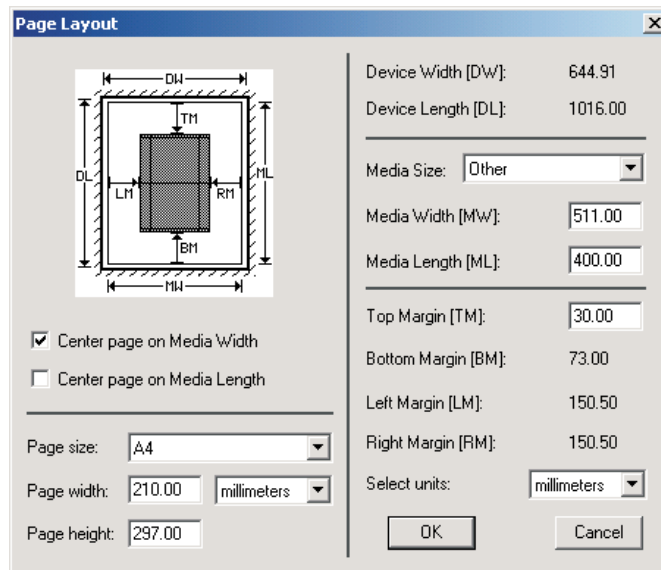 Page Layout
DW
TM
DL
ML
LM
RM
BM
MW
Center page on Media Width
Center page on Media Length
Page size: A4
Page width: 210.00 millimeters
Page height: 297.00
Device Width [DW]: 644.91
Device Length [DL]: 1016.00
Media Size: Other
Media Width [MW]: 511.00
Media Length [ML]: 400.00
Top Margin [TM]: 30.00
Bottom Margin [BM]: 73.00
Left Margin [LM]: 150.50
Right Margin [RM]: 150.50
Select units: millimeters
OK Cancel